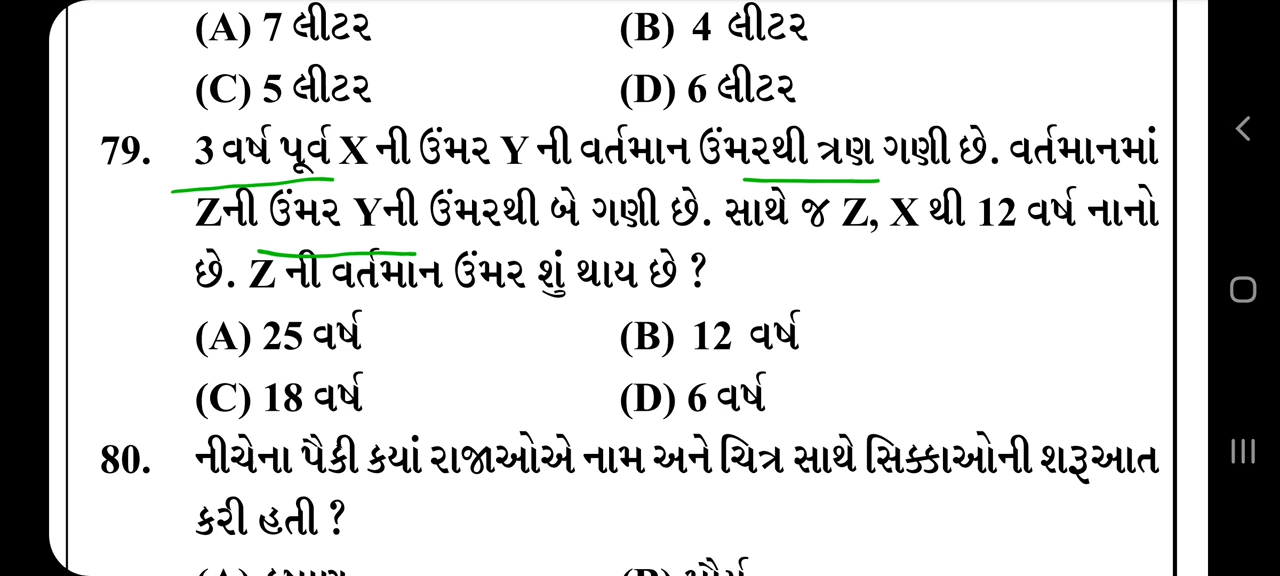 (A) 7 લીટર (B) 4 લીટર
(C) 5 લીટર (D) 6 લીટર
79. 3 વર્ષ પૂર્વ X ની ઉંમર Y ની વર્તમાન ઉંમરથી ત્રણ ગણી છે. વર્તમાનમાં
Zની ઉંમર Yની ઉંમરથી બે ગણી છે. સાથે જ Z, X થી 12 વર્ષ નાનો
છે. Z ની વર્તમાન ઉંમર શું થાય છે ?
(A) 25 વર્ષ (B) 12 વર્ષ
(C) 18 વર્ષ (D) 6 વર્ષ
80. નીચેના પૈકી કયાં રાજાઓએ નામ અને ચિત્ર સાથે સિક્કાઓની શરૂઆત
કરી હતી ?